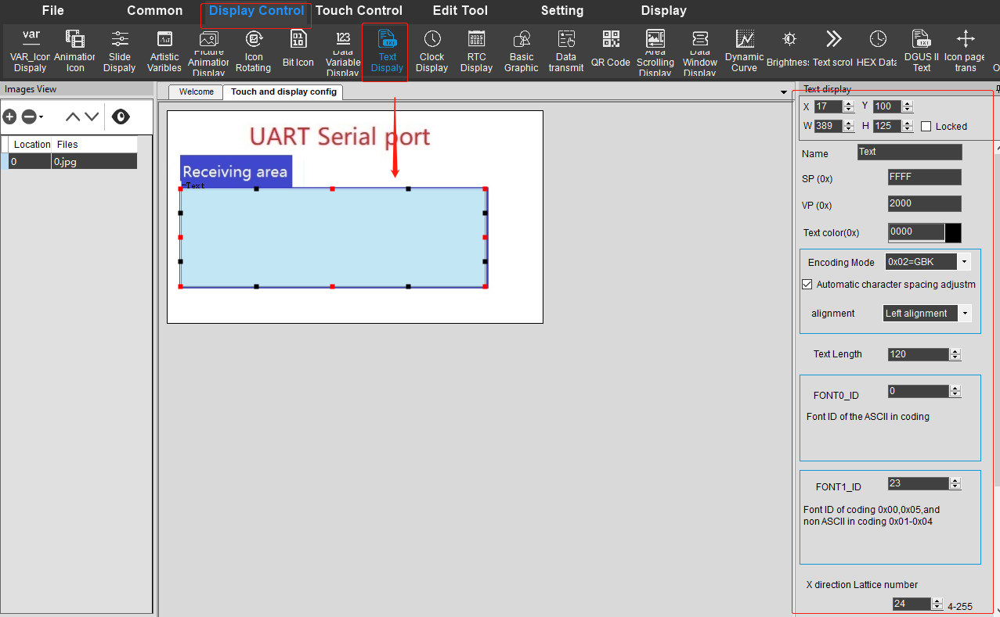 File Common Display Control Touch Control Edit Tool Setting Display
var
VAR_Icon Animation Slide Artistic Picture Icon Bit Icon Data Text Clock RTC Basic Data QR Code Area Data Dynamic Brightness Text scrol HEX Data DGUS II Icon page
Dispaly Icon Dispaly Varibles Animation Rotating Variable Dispaly Display Display Graphic transmit Scrolling Window Curve Text trans
Display Display Display Display
Images View
Location Files
0 0.jpg
Welcome Touch and display config
UART Serial port
Receiving area
Text
Text display
X 17 Y 100
W 389 H 125 Locked
Name Text
SP (0x) FFFF
VP (0x) 2000
Text color(0x) 0000
Encoding Mode 0x02=GBK
Automatic character spacing adjustm
alignment Left alignment
Text Length 120
FONT0_ID 0
Font ID of the ASCII in coding
FONT1_ID 23
Font ID of coding 0x00,0x05,and
non ASCII in coding 0x01-0x04
X direction Lattice number
24 4-255